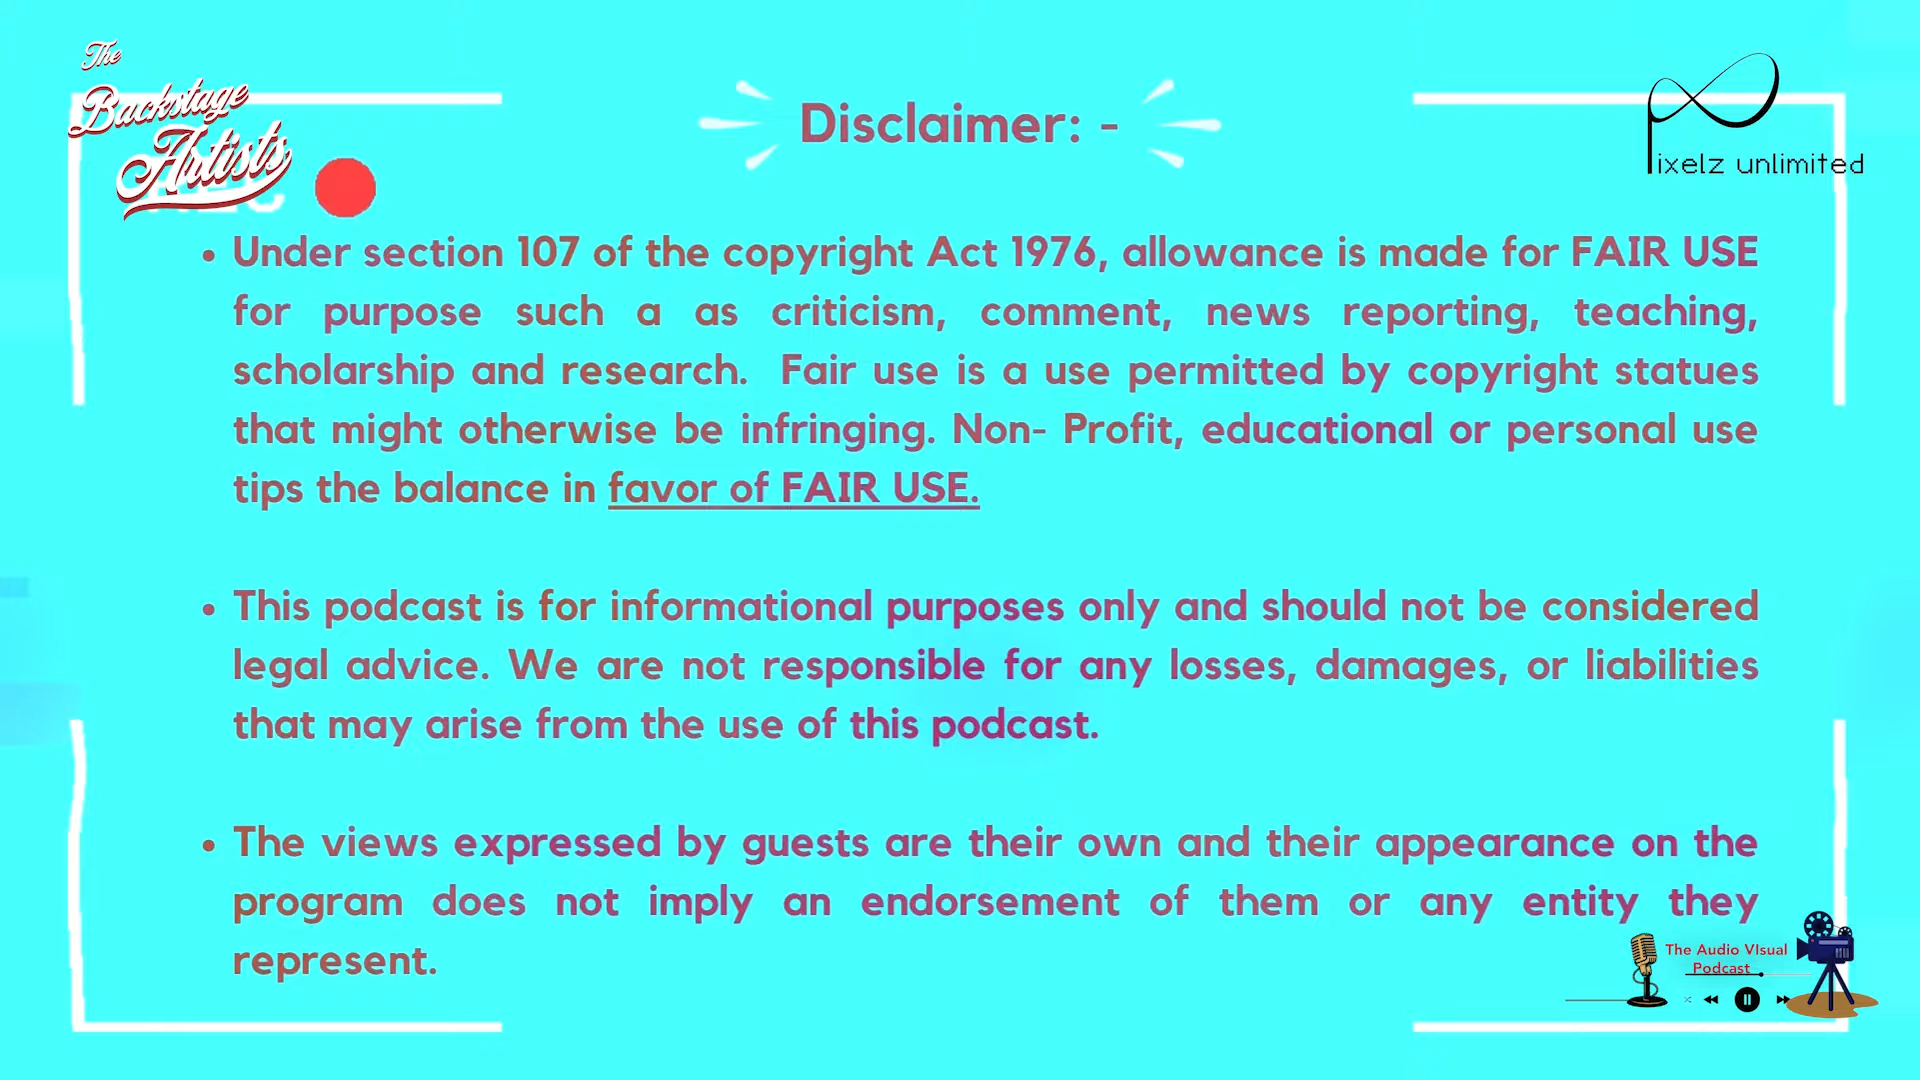 The
Backstage
Artists
Disclaimer: -
ixelz unlimited
• Under section 107 of the copyright Act 1976, allowance is made for FAIR USE
for purpose such a as criticism, comment, news reporting, teaching,
scholarship and research.  Fair use is a use permitted by copyright statues
that might otherwise be infringing. Non- Profit, educational or personal use
tips the balance in favor of FAIR USE.
• This podcast is for informational purposes only and should not be considered
legal advice. We are not responsible for any losses, damages, or liabilities
that may arise from the use of this podcast.
• The views expressed by guests are their own and their appearance on the
program does not imply an endorsement of them or any entity they
represent.
The Audio VIsual
Podcast